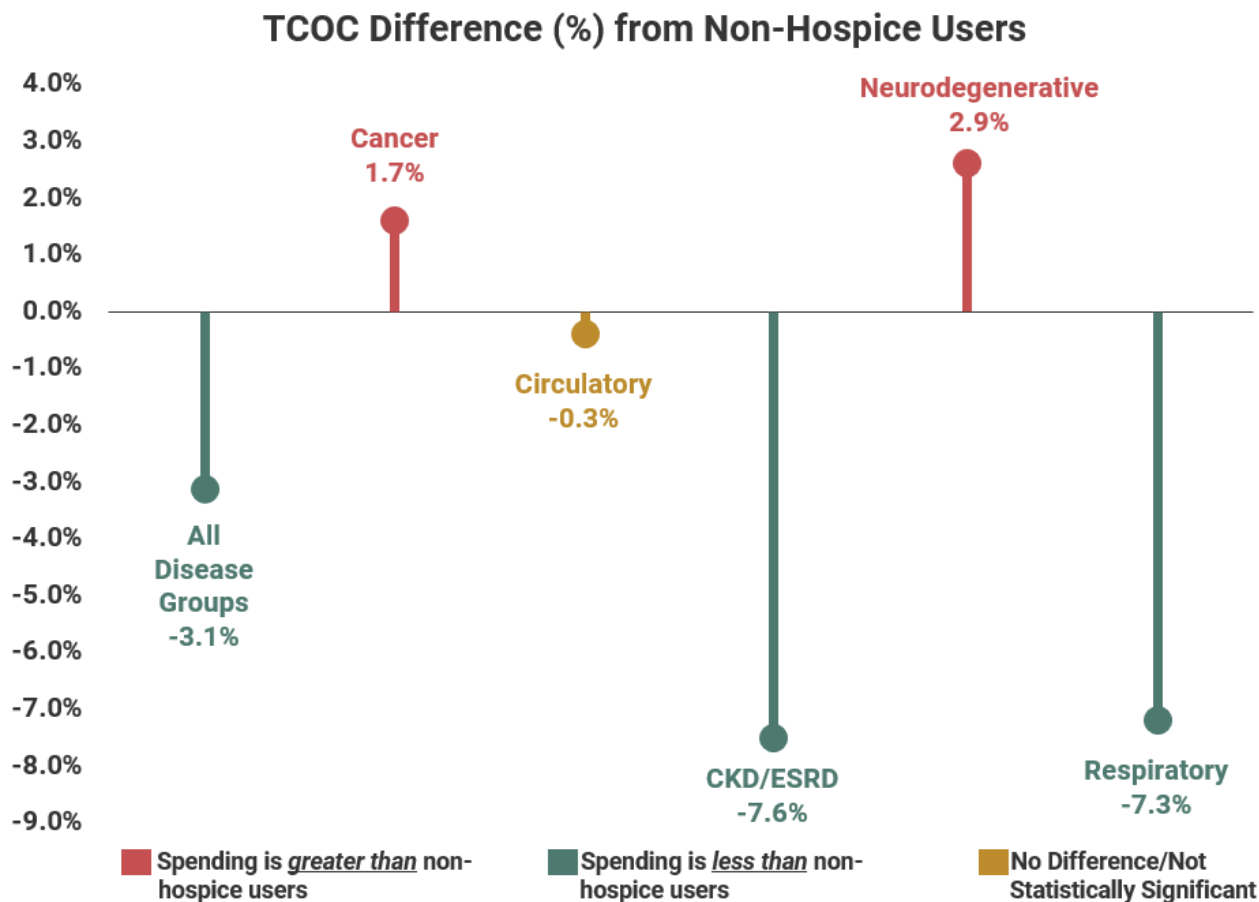 TCOC Difference (%) from Non-Hospice Users
4.0%
3.0%
2.0%
1.0%
0.0%
-1.0%
-2.0%
-3.0%
-4.0%
-5.0%
-6.0%
-7.0%
-8.0%
-9.0%
All
Disease
Groups
-3.1%
Cancer
1.7%
Circulatory
-0.3%
CKD/ESRD
-7.6%
Neurodegenerative
2.9%
Respiratory
-7.3%
Spending is greater than non-
hospice users
Spending is less than non-
hospice users
No Difference/Not
Statistically Significant